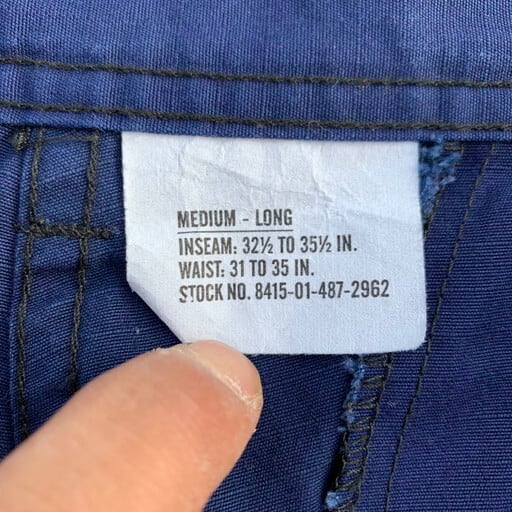 MEDIUM - LONG
INSEAM: 32½ TO 35½ IN.
WAIST: 31 TO 35 IN.
STOCK NO. 8415-01-487-2962